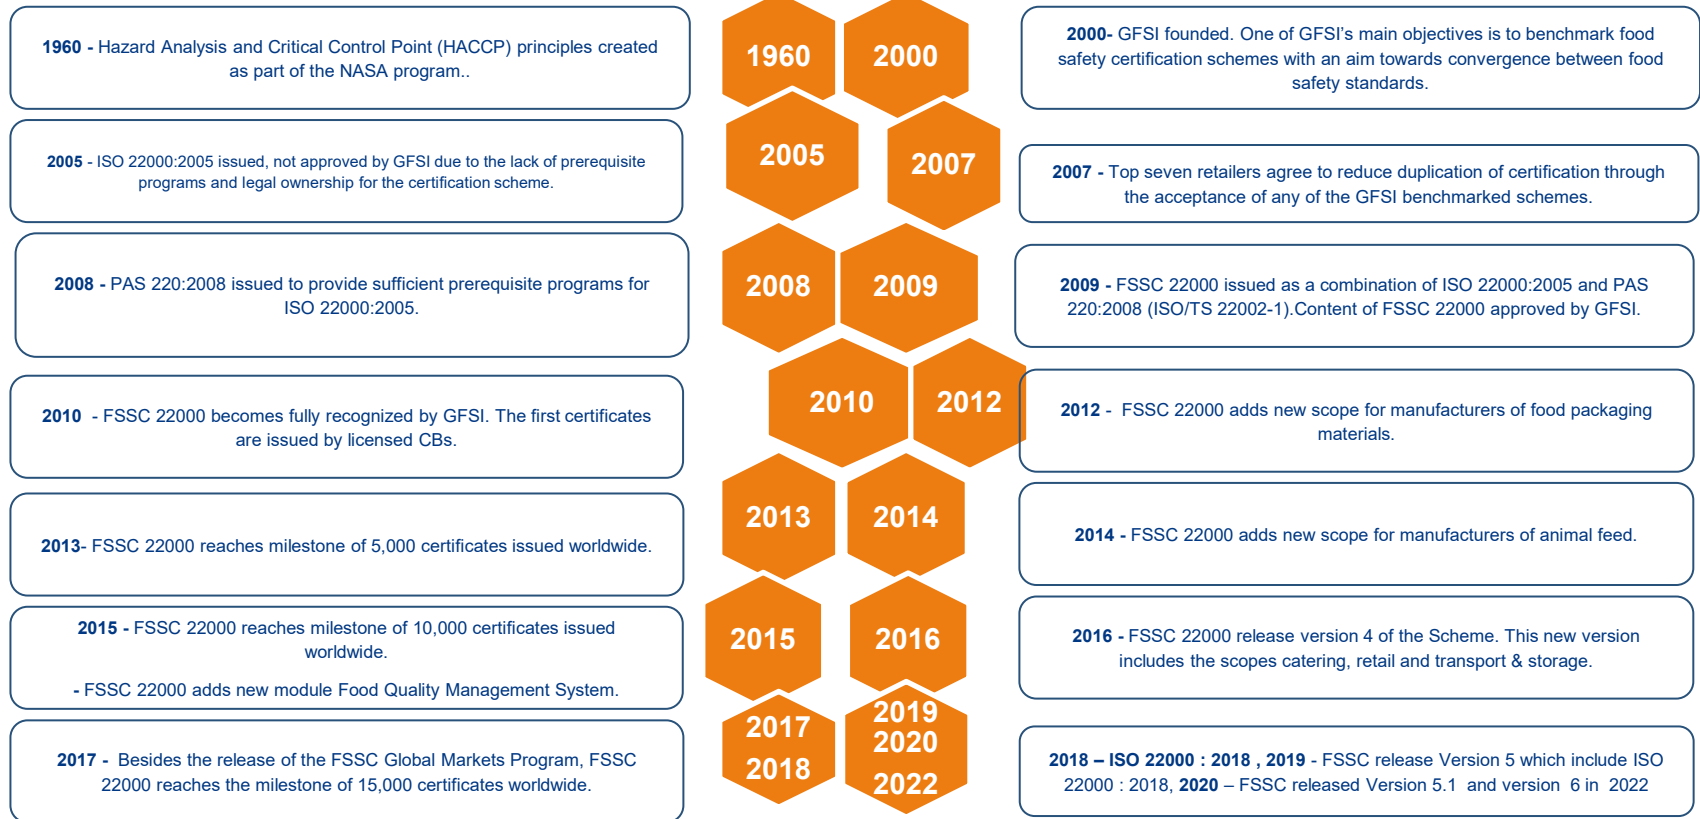 1960 - Hazard Analysis and Critical Control Point (HACCP) principles created
as part of the NASA program..
1960
2000
2000- GFSI founded. One of GFSI's main objectives is to benchmark food
safety certification schemes with an aim towards convergence between food
safety standards.
2005 - ISO 22000:2005 issued, not approved by GFSI due to the lack of prerequisite
programs and legal ownership for the certification scheme.
2005
2007
2007 - Top seven retailers agree to reduce duplication of certification through
the acceptance of any of the GFSI benchmarked schemes.
2008 - PAS 220:2008 issued to provide sufficient prerequisite programs for
ISO 22000:2005.
2008
2009
2009 - FSSC 22000 issued as a combination of ISO 22000:2005 and PAS
220:2008 (ISO/TS 22002-1).Content of FSSC 22000 approved by GFSI.
2010 - FSSC 22000 becomes fully recognized by GFSI. The first certificates
are issued by licensed CBs.
2010
2012
2012 - FSSC 22000 adds new scope for manufacturers of food packaging
materials.
2013- FSSC 22000 reaches milestone of 5,000 certificates issued worldwide.
2013
2014
2014 - FSSC 22000 adds new scope for manufacturers of animal feed.
2015 - FSSC 22000 reaches milestone of 10,000 certificates issued
worldwide.
- FSSC 22000 adds new module Food Quality Management System.
2015
2016
2016 - FSSC 22000 release version 4 of the Scheme. This new version
includes the scopes catering, retail and transport & storage.
2017 - Besides the release of the FSSC Global Markets Program, FSSC
22000 reaches the milestone of 15,000 certificates worldwide.
2017
2018
2019
2020
2022
2018 – ISO 22000 : 2018 , 2019 - FSSC release Version 5 which include ISO
22000 : 2018, 2020 – FSSC released Version 5.1 and version 6 in 2022